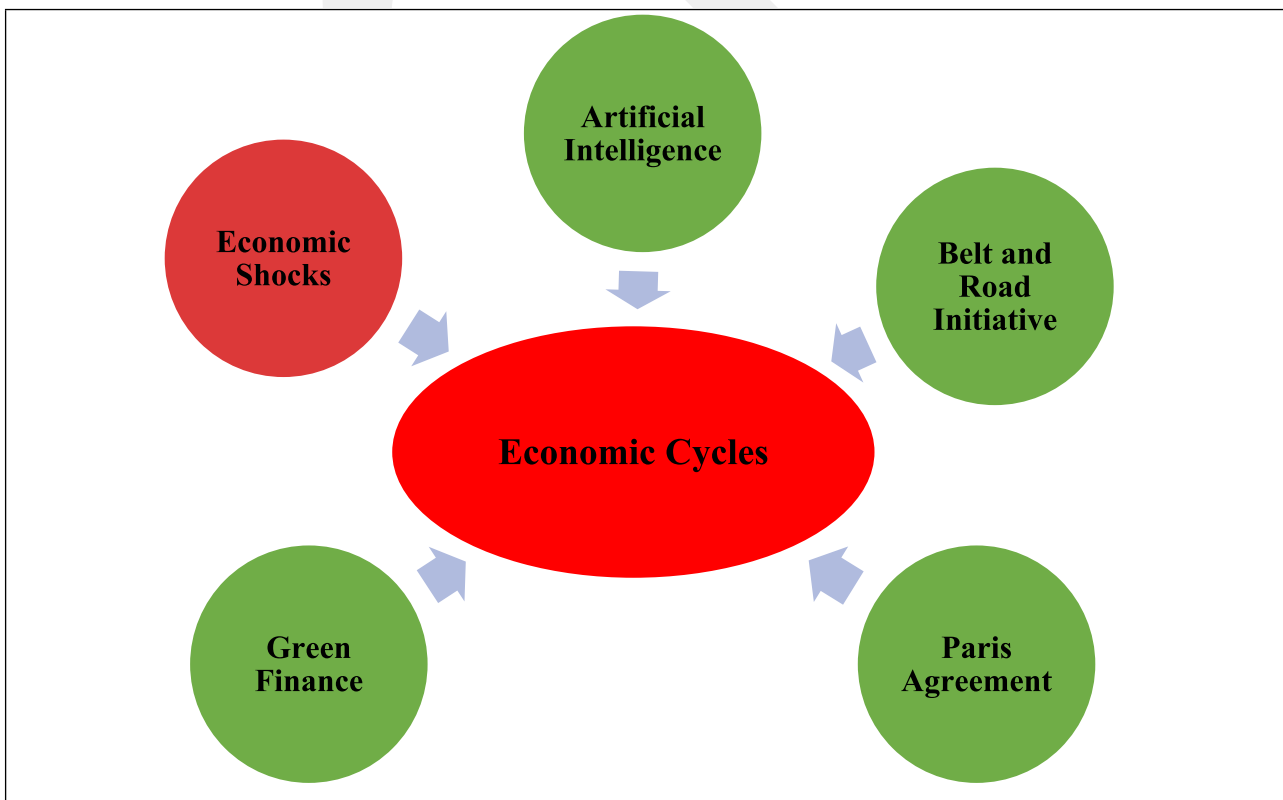 Artificial
Intelligence
Economic
Shocks
Belt and
Road
Initiative
Economic Cycles
Green
Finance
Paris
Agreement